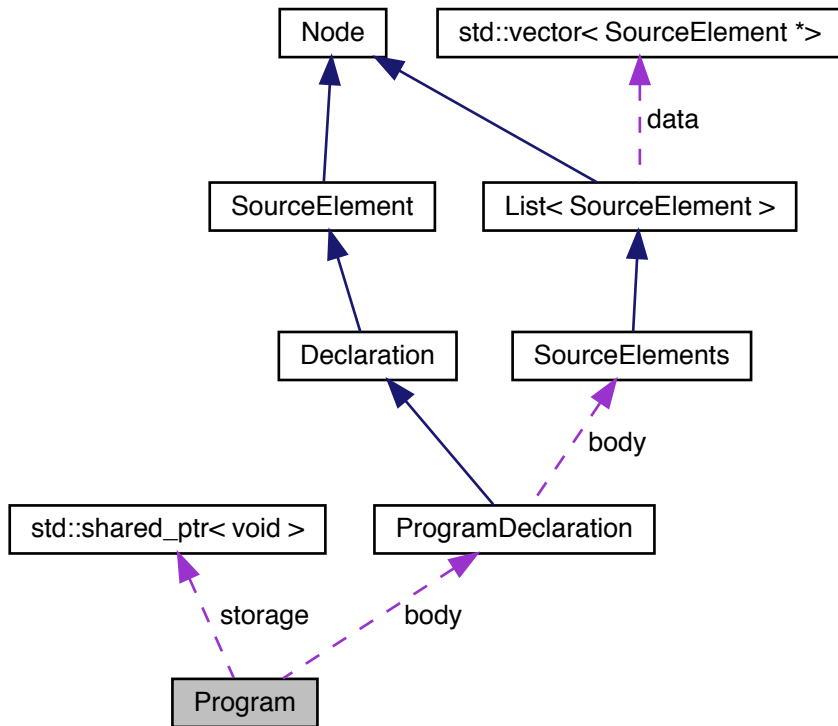 Node
std::vector< SourceElement *>
data
SourceElement
List< SourceElement >
Declaration
SourceElements
body
std::shared_ptr< void >
ProgramDeclaration
storage
body
Program